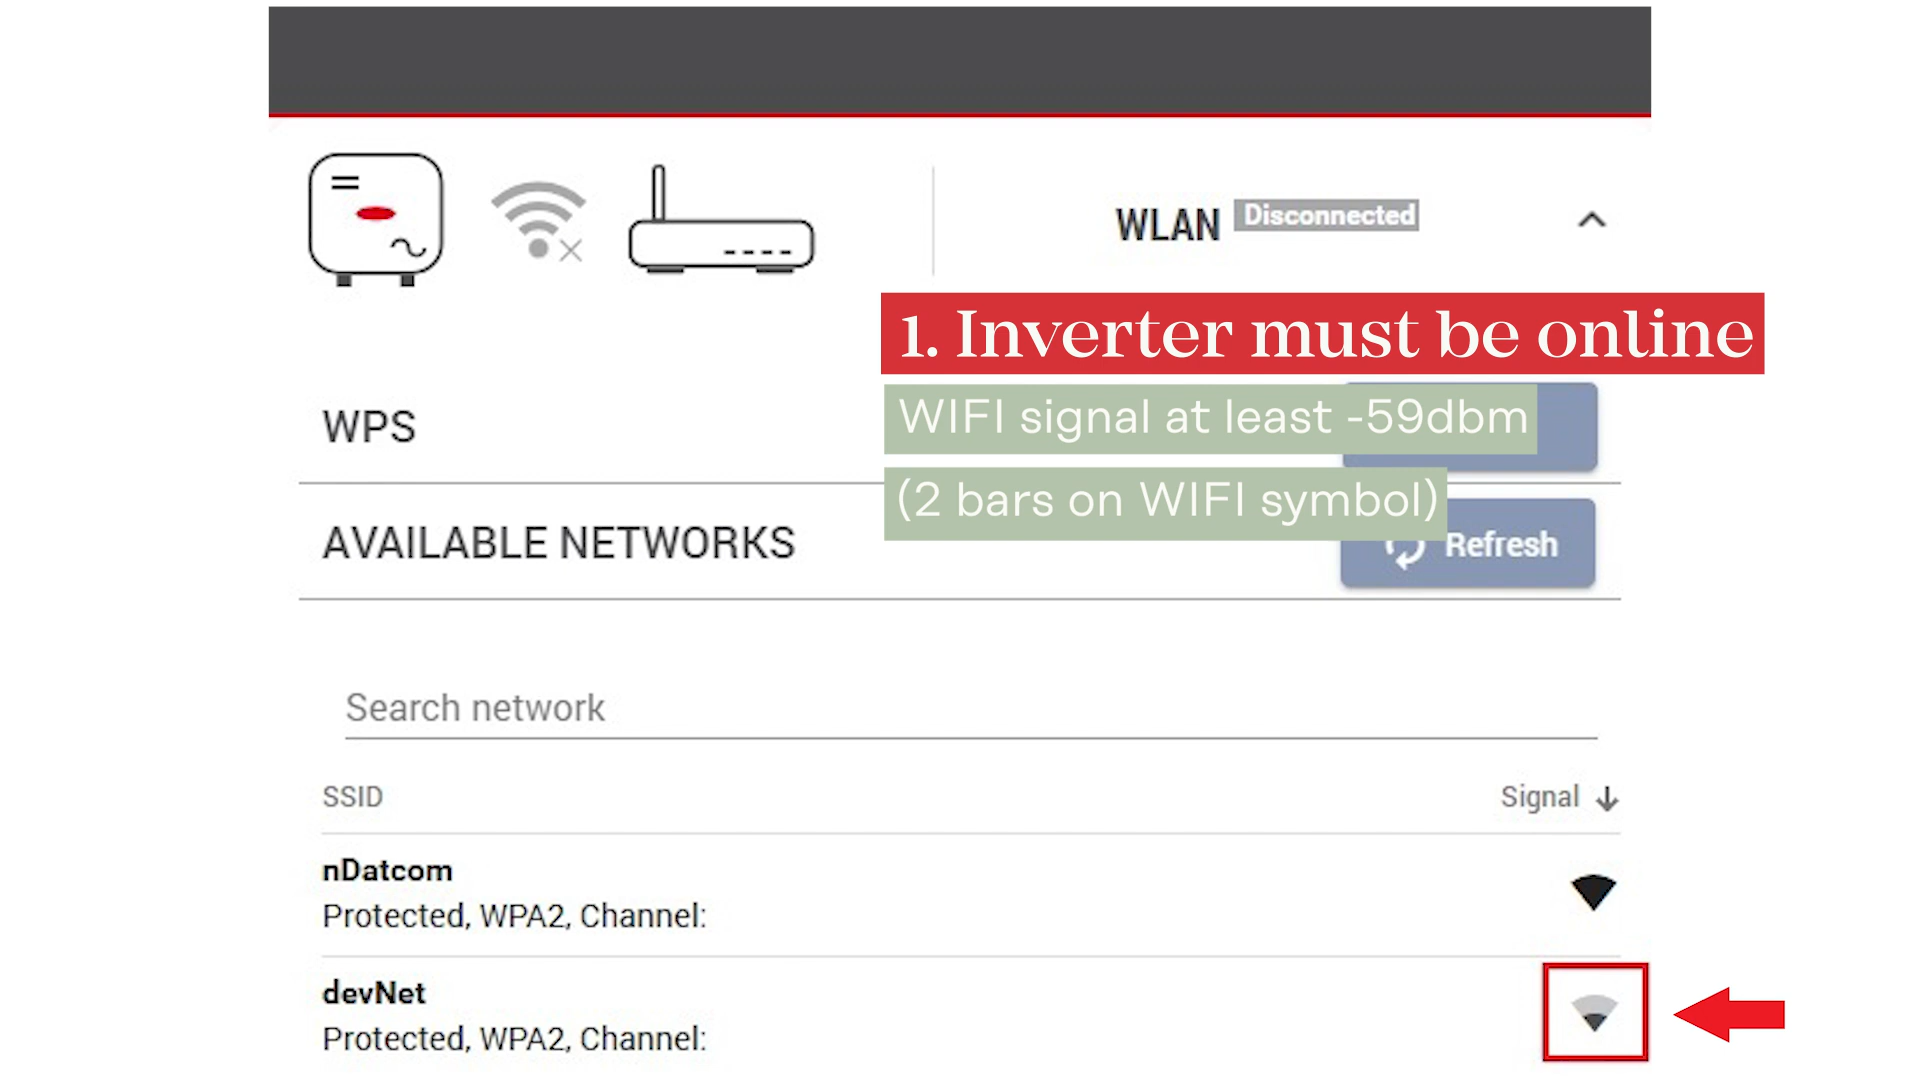 WLAN Disconnected
1. Inverter must be online
WPS
WIFI signal at least -59dbm
(2 bars on WIFI symbol)
AVAILABLE NETWORKS
Refresh
Search network
SSID
Signal
nDatcom
Protected, WPA2, Channel:
devNet
Protected, WPA2, Channel: